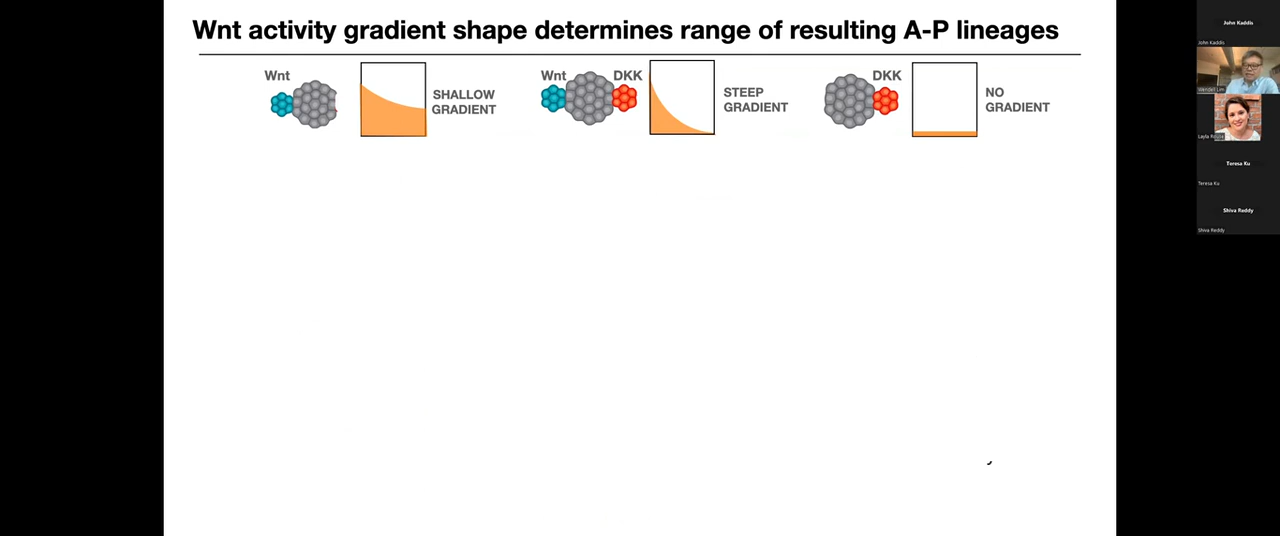 Wnt activity gradient shape determines range of resulting A-P lineages
Wnt
SHALLOW
GRADIENT
Wnt
DKK
STEEP
GRADIENT
DKK
NO
GRADIENT
John Kaddis
John Kaddis
Wendell Lim
Layla
Teresa Ku
Teresa Ku
Shiva Reddy
Shiva Reddy